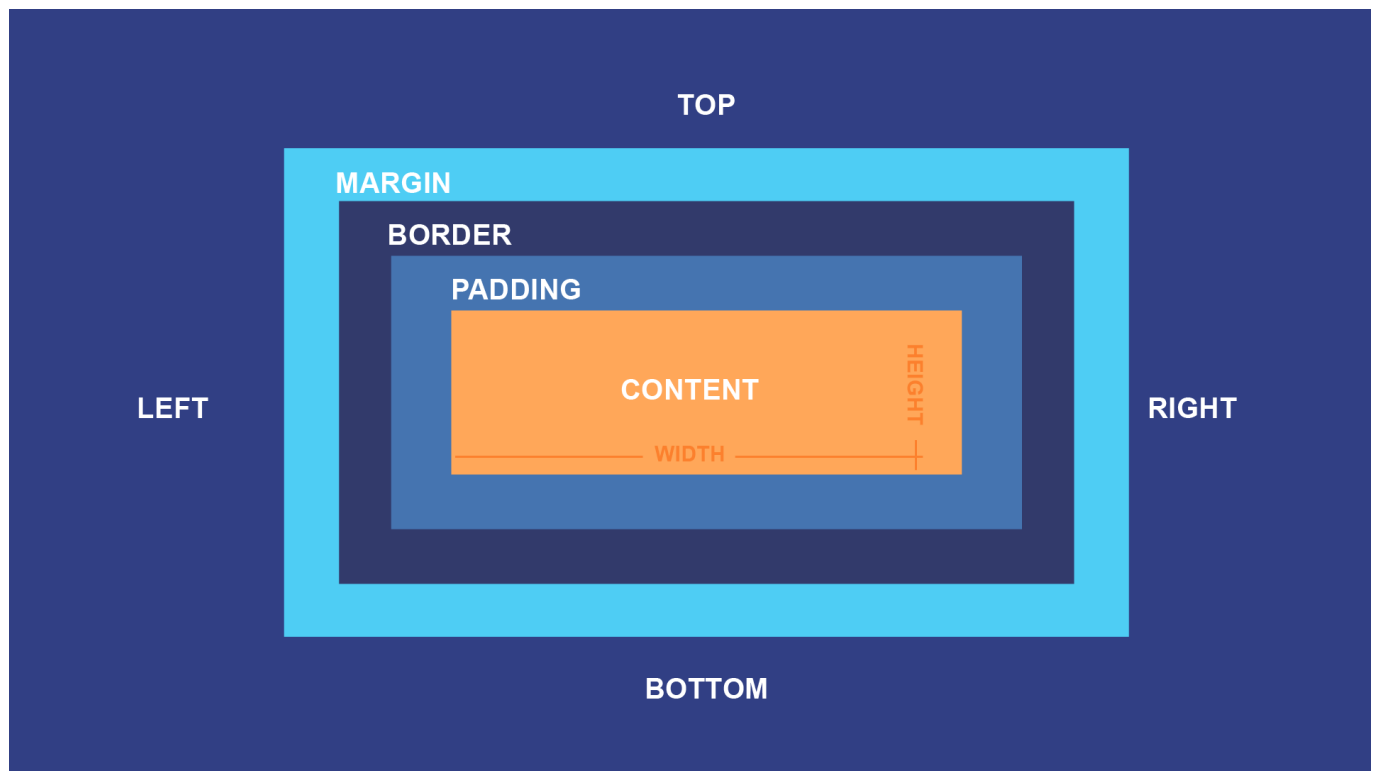 TOP
MARGIN
BORDER
PADDING
CONTENT
HEIGHT
WIDTH
LEFT
RIGHT
BOTTOM